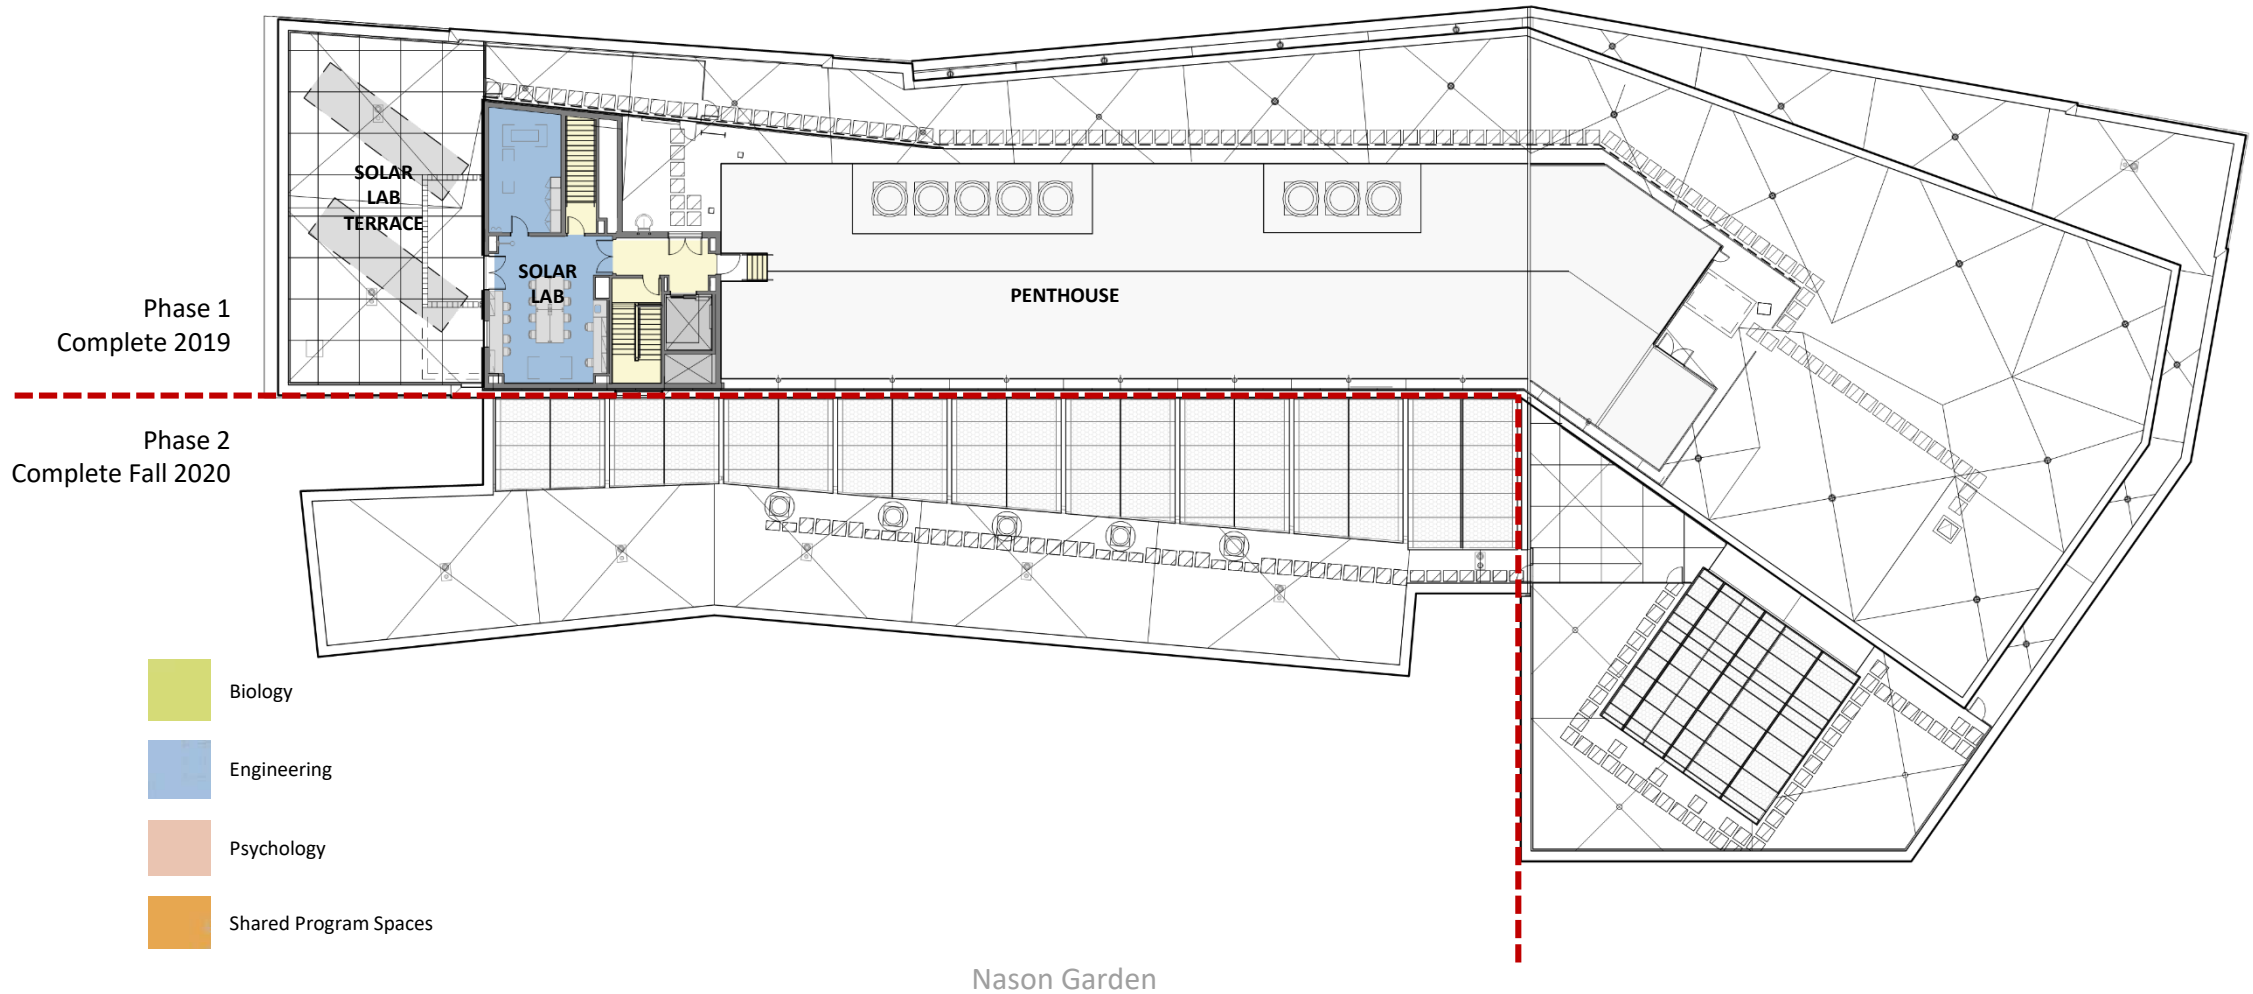 SOLAR
LAB
TERRACE
SOLAR
LAB
PENTHOUSE
Phase 1
Complete 2019
Phase 2
Complete Fall 2020
Biology
Engineering
Psychology
Shared Program Spaces
Nason Garden